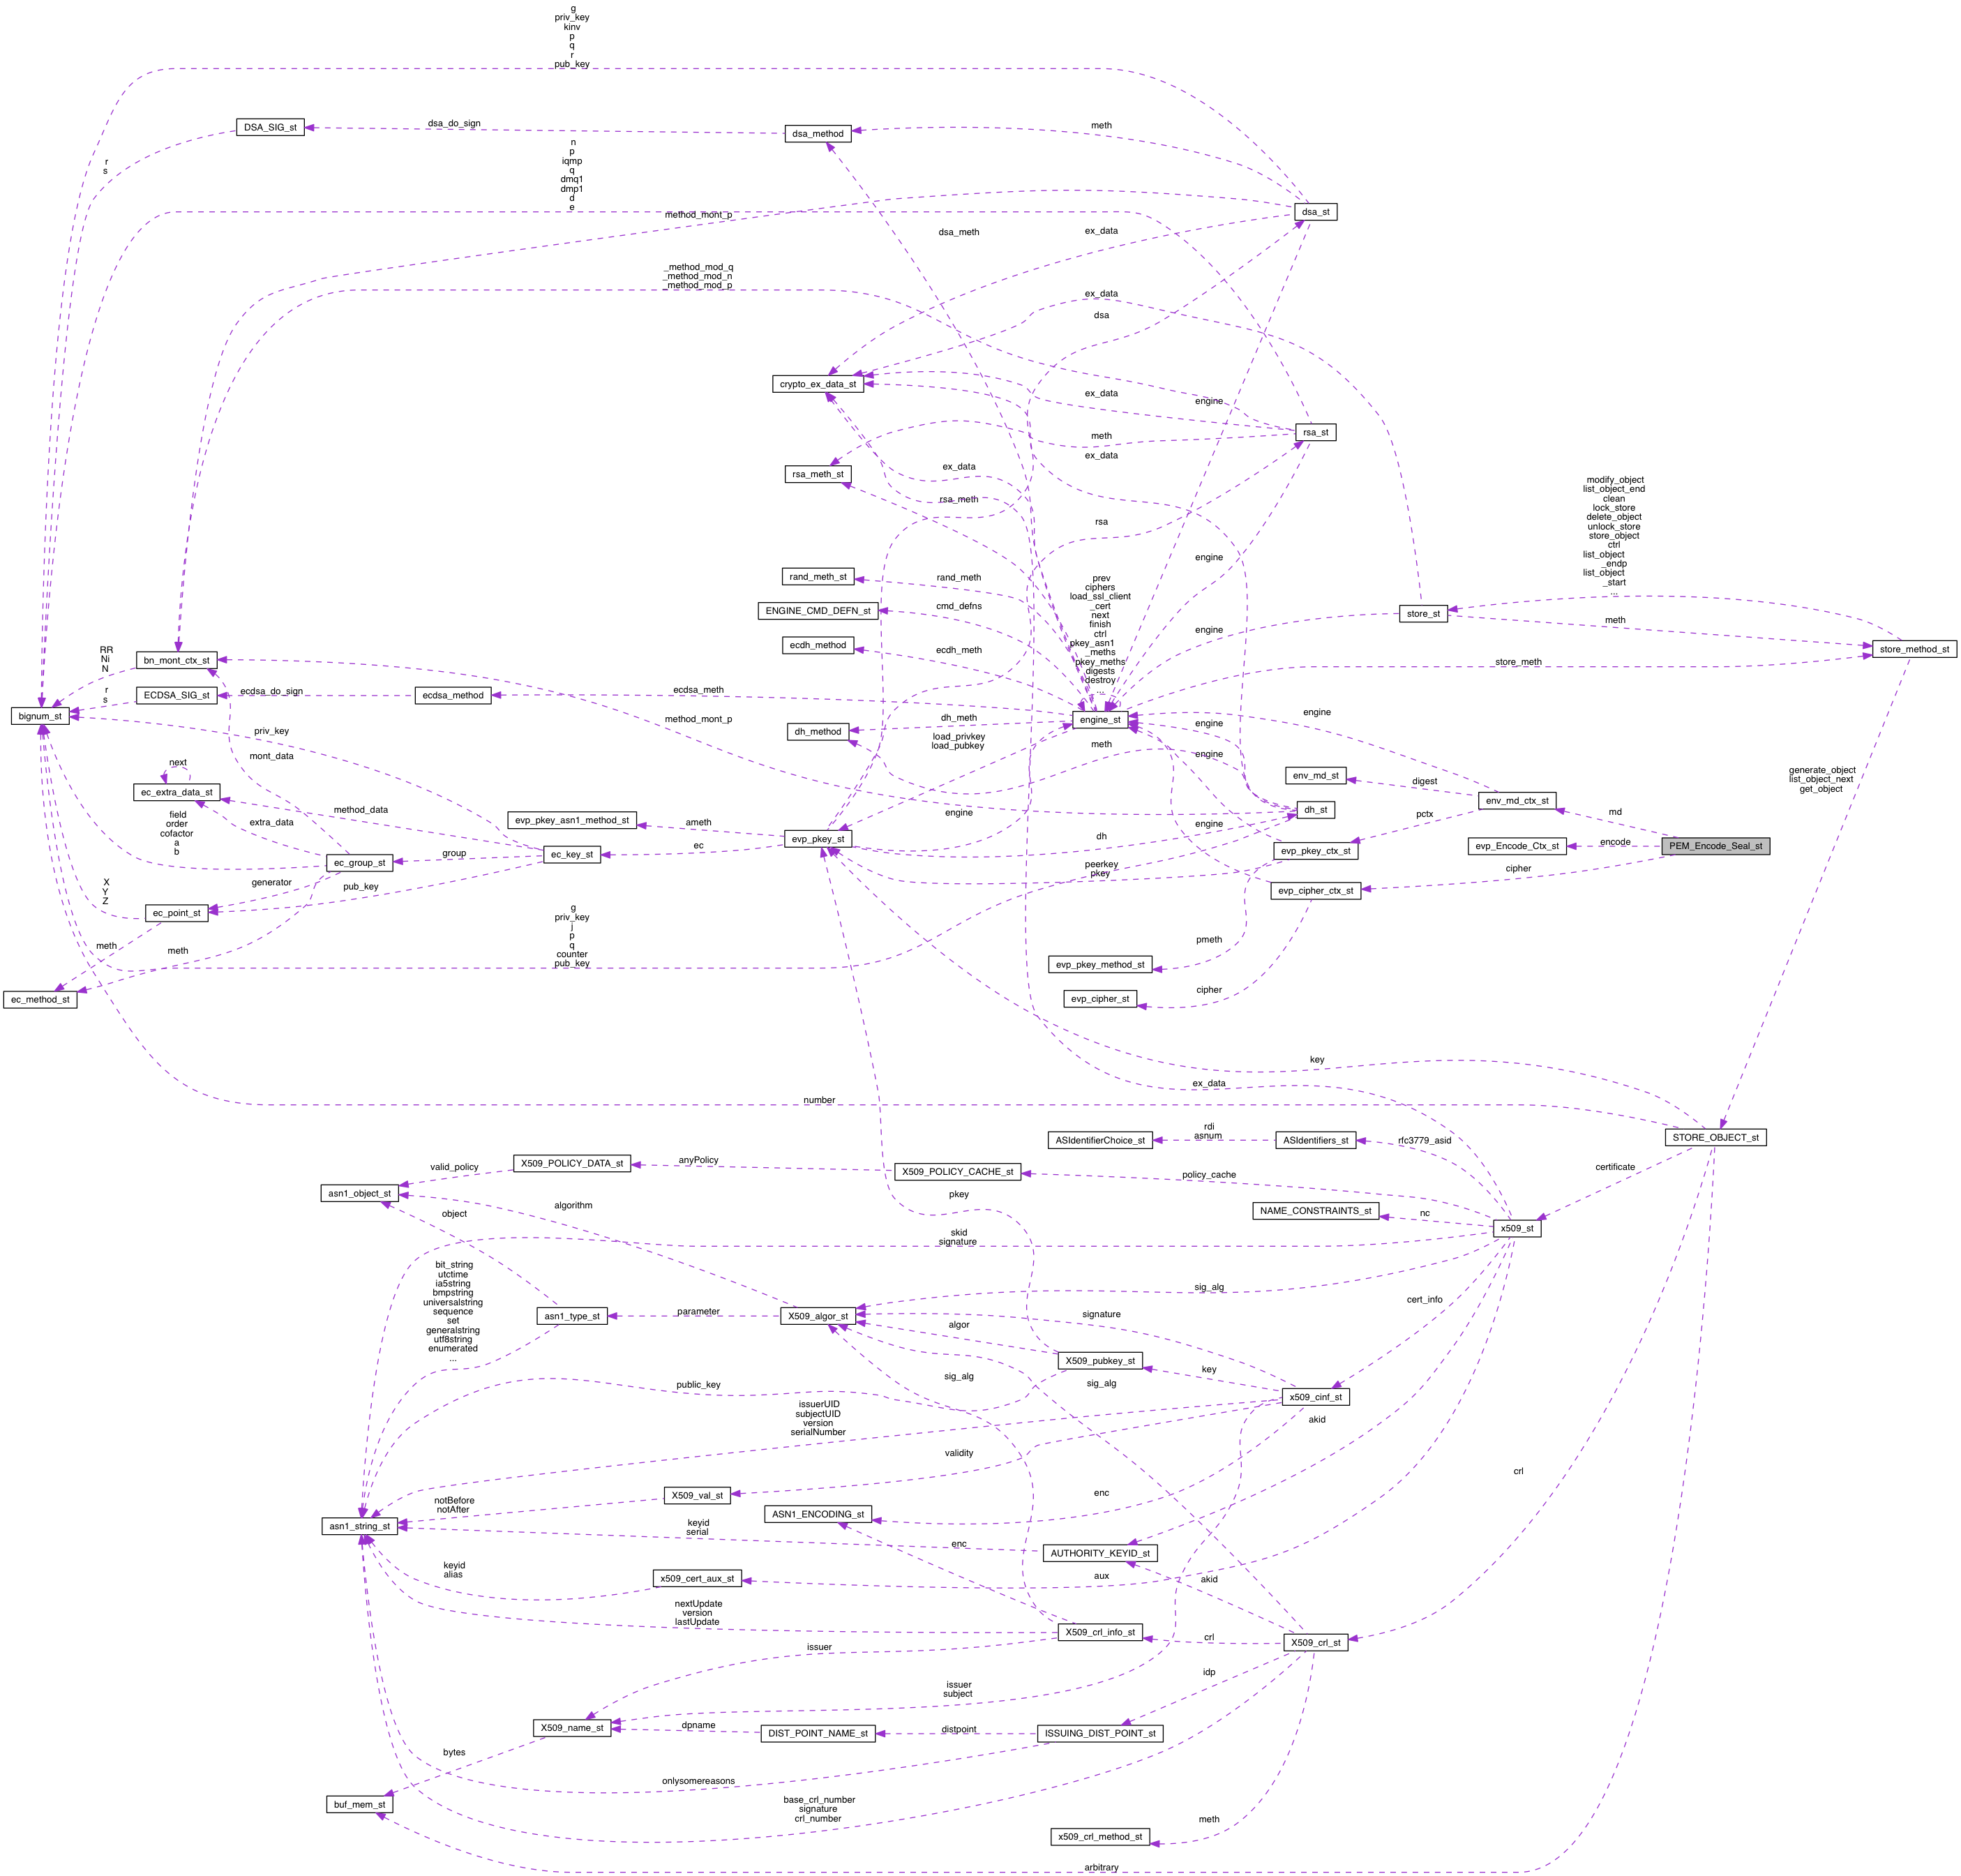 g
priv_key
kinv
p
q
r
pub_key
DSA_SIG_st
dsa_do_sign
dsa_method
meth
r
s
n
p
iqmp
q
dmq1
dmp1
d
e
method_mont_p
dsa_meth
dsa_st
ex_data
_method_mod_q
_method_mod_n
_method_mod_p
ex_data
dsa
crypto_ex_data_st
ex_data
engine
rsa_st
meth
ex_data
rsa_meth_st
ex_data
rsa_meth
modify_object
list_object_end
clean
lock_store
delete_object
unlock_store
store_object
ctrl
list_object
_endp
list_object
_start
...
rsa
engine
rand_meth_st
rand_meth
prev
ciphers
load_ssl_client
_cert
next
finish
ctrl
pkey_asn1
_meths
pkey_meths
digests
destroy
...
ENGINE_CMD_DEFN_st
cmd_defns
store_st
engine
meth
ecdh_method
ecdh_meth
store_method_st
RR
Ni
N
bn_mont_ctx_st
store_meth
r
s
ECDSA_SIG_st
ecdsa_do_sign
ecdsa_method
ecdsa_meth
bignum_st
priv_key
method_mont_p
dh_method
dh_meth
engine_st
engine
engine
load_privkey
load_pubkey
meth
engine
mont_data
next
ec_extra_data_st
env_md_st
digest
env_md_ctx_st
generate_object
list_object_next
get_object
method_data
extra_data
field
order
cofactor
a
b
evp_pkey_asn1_method_st
ameth
evp_pkey_st
engine
dh_st
pctx
md
ec
dh
engine
evp_Encode_Ctx_st
encode
PEM_Encode_Seal_st
ec_group_st
group
ec_key_st
peerkey
pkey
evp_pkey_ctx_st
cipher
generator
pub_key
X
Y
Z
ec_point_st
evp_cipher_ctx_st
g
priv_key
j
p
q
counter
pub_key
meth
meth
pmeth
evp_pkey_method_st
ec_method_st
evp_cipher_st
cipher
key
ex_data
number
ASIdentifierChoice_st
rdi
asnum
ASIdentifiers_st
rfc3779_asid
STORE_OBJECT_st
X509_POLICY_DATA_st
anyPolicy
X509_POLICY_CACHE_st
policy_cache
certificate
valid_policy
asn1_object_st
algorithm
pkey
NAME_CONSTRAINTS_st
nc
x509_st
object
skid
signature
bit_string
utctime
ia5string
bmpstring
universalstring
sequence
set
generalstring
utf8string
enumerated
...
sig_alg
cert_info
asn1_type_st
parameter
X509_algor_st
signature
algor
X509_pubkey_st
key
sig_alg
sig_alg
public_key
x509_cinf_st
issuerUID
subjectUID
version
serialNumber
akid
validity
crl
X509_val_st
enc
notBefore
notAfter
ASN1_ENCODING_st
asn1_string_st
keyid
serial
enc
AUTHORITY_KEYID_st
keyid
alias
x509_cert_aux_st
aux
akid
nextUpdate
version
lastUpdate
X509_crl_info_st
crl
X509_crl_st
issuer
idp
issuer
subject
X509_name_st
dpname
DIST_POINT_NAME_st
distpoint
ISSUING_DIST_POINT_st
bytes
onlysomereasons
buf_mem_st
base_crl_number
signature
crl_number
meth
x509_crl_method_st
arbitrary